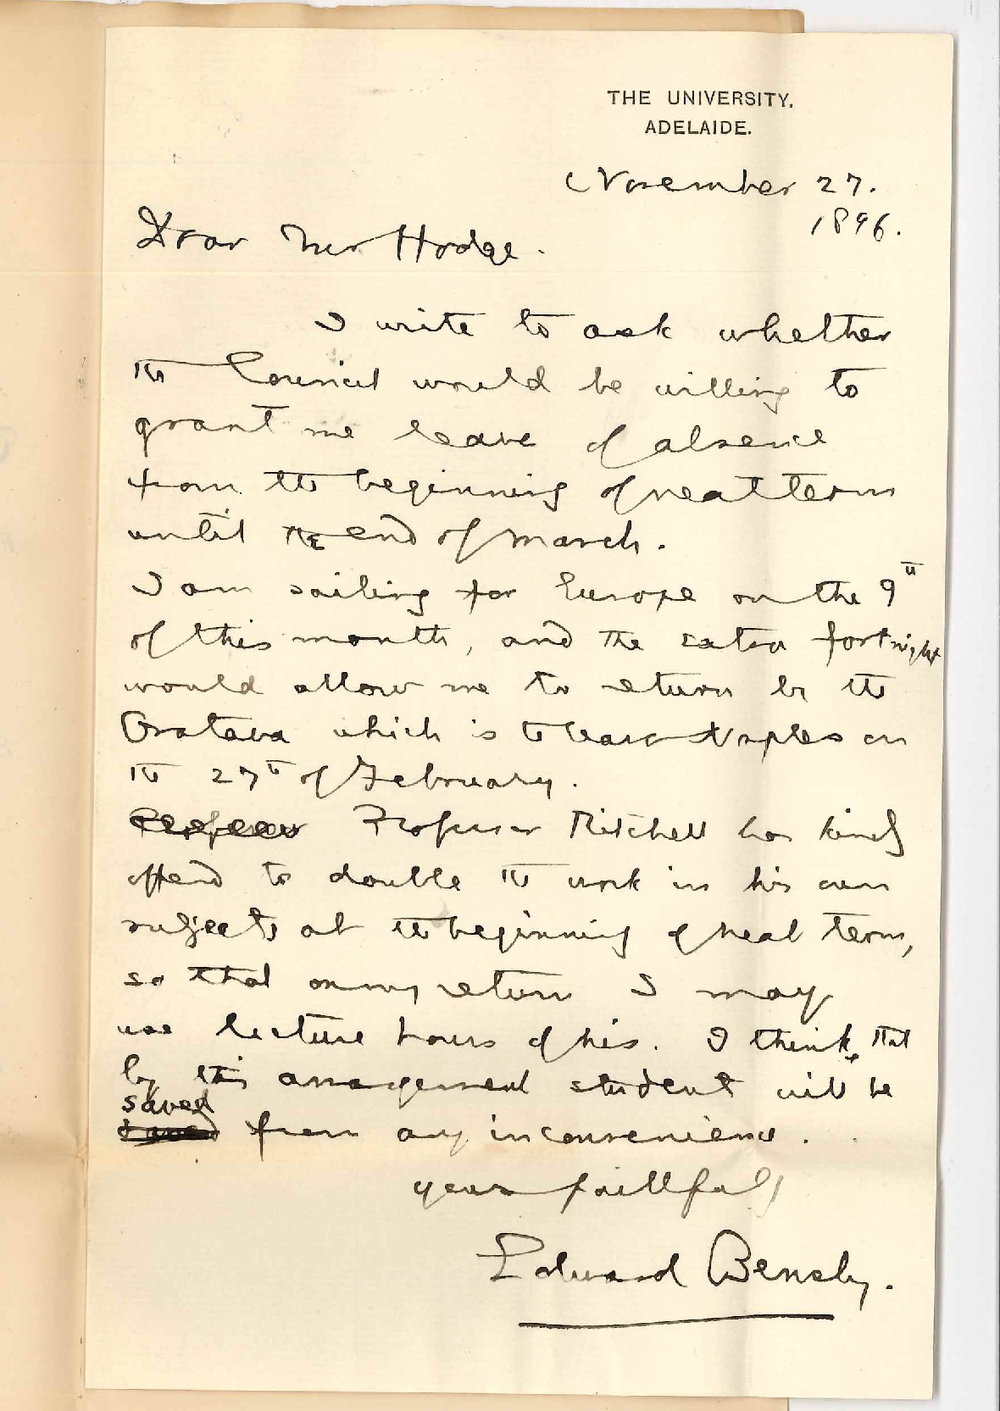 THE UNIVERSITY.
ADELAIDE.
November 27.
1896.
Dear Mr Hodge.
I write to ask whether
the Council would be willing to
grant me leave of absence
from the beginning of next term
until the end of March.
I am sailing for Europe on the 9th
of this month, and the extra fortnight
would allow me to return by the
Orotava which is to leave Naples on
the 27th of February.
Professor Professor Mitchell has kindly
offered to double the work in his own
subjects at the beginning of next term,
so that on my return I may
use lecture hours of his. I think that
by this arrangement student will be
saved
saved from any inconvenience.
yours faithfully
Edward Bensly.